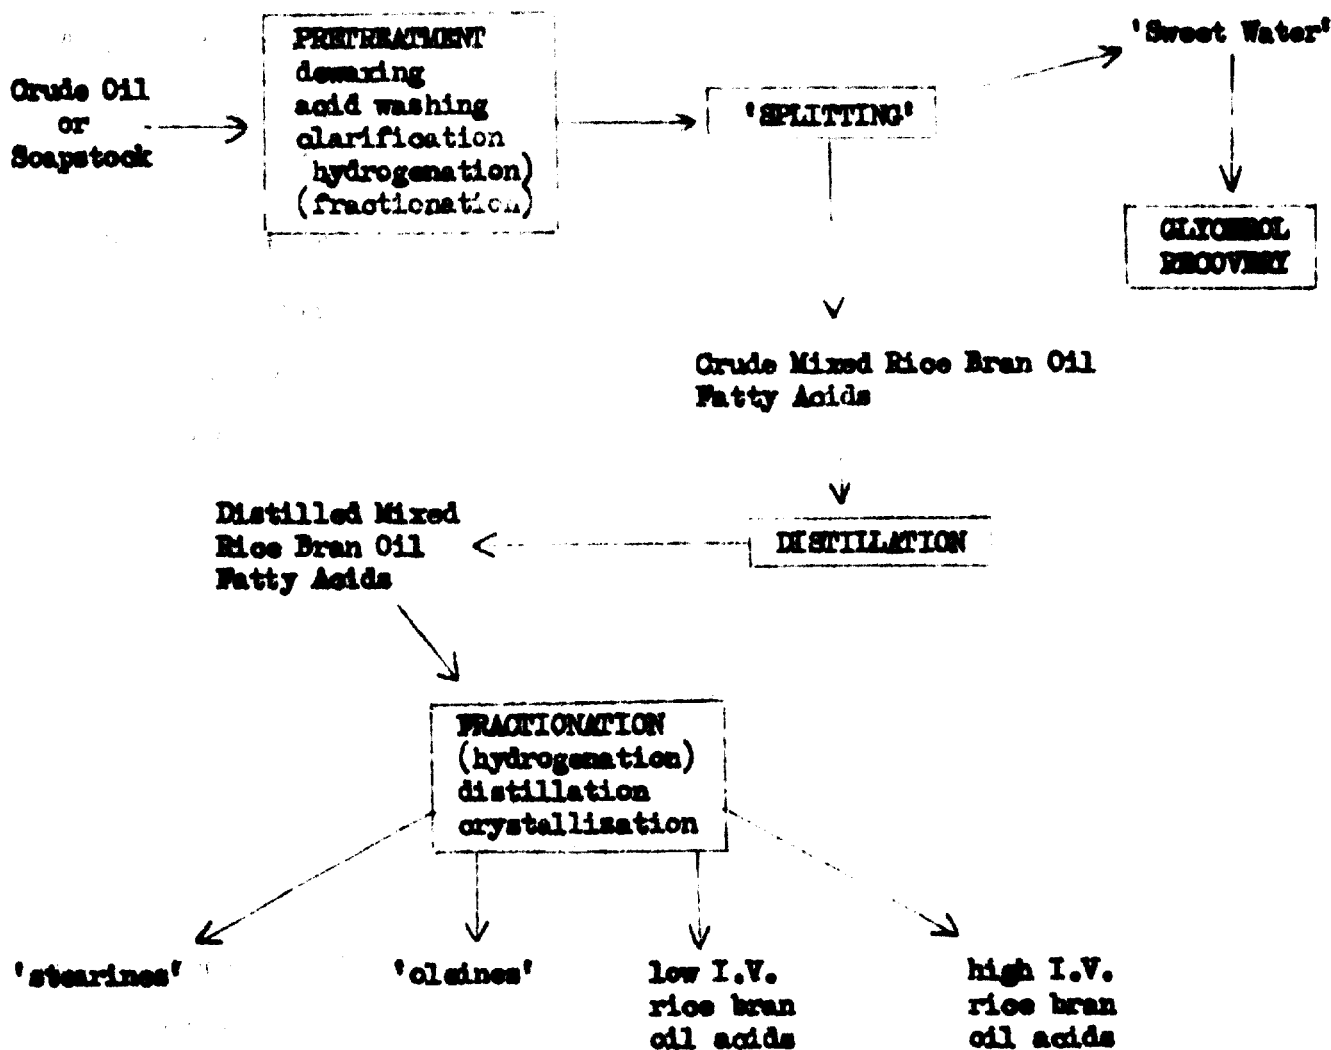 Crude Oil
or
Soapstock
PRETREATMENT
dewaxing
acid washing
clarification
hydrogenation)
(fractionation)
'SPLITTING'
'Sweet Water'
GLYCEROL
RECOVERY
Crude Mixed Rice Bran Oil
Fatty Acids
DISTILLATION
Distilled Mixed
Rice Bran Oil
Fatty Acids
FRACTIONATION
(hydrogenation)
distillation
crystallization
'stearines'
'oleines'
low I.V.
rice bran
oil acids
high I.V.
rice bran
oil acids